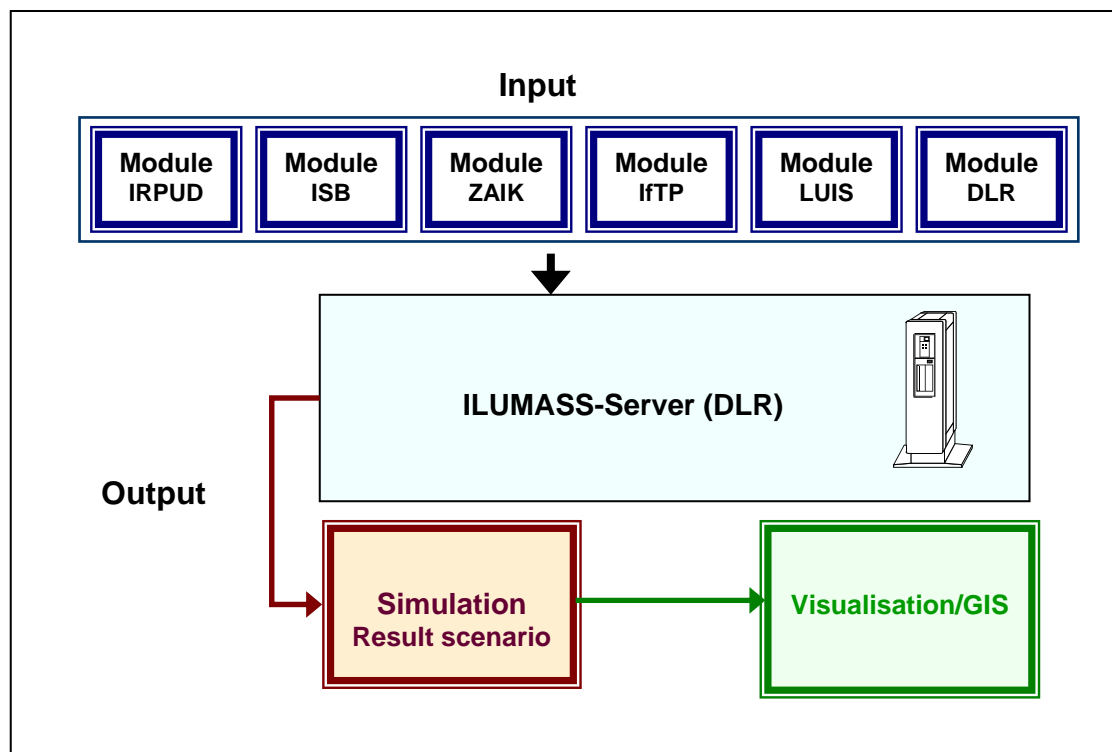 Input
Module
IRPUD
Module
ISB
Module
ZAIK
Module
IfTP
Module
LUIS
Module
DLR
ILUMASS-Server (DLR)
Output
Simulation
Result scenario
Visualisation/GIS